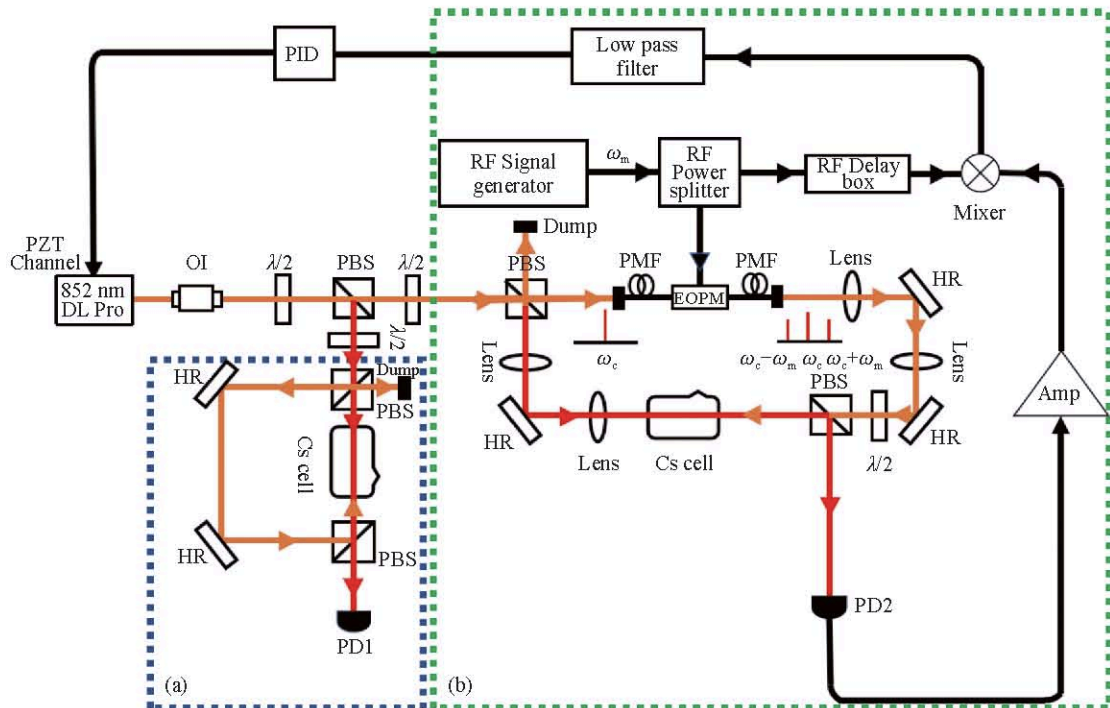 PID
Low pass
filter
RF Signal
generator
ωm
RF
Power
splitter
RF Delay
box
Mixer
Dump
PZT
Channel
852 nm
DL Pro
OI
λ/2
PBS
λ/2
PBS
PMF
EOPM
PMF
Lens
HR
λ/2
Lens
ωc
ωc−ωm ωc ωc+ωm
Lens
Amp
HR
Dump
PBS
HR
Lens
Cs cell
PBS
λ/2
HR
Cs cell
HR
PBS
PD1
PD2
(a)
(b)